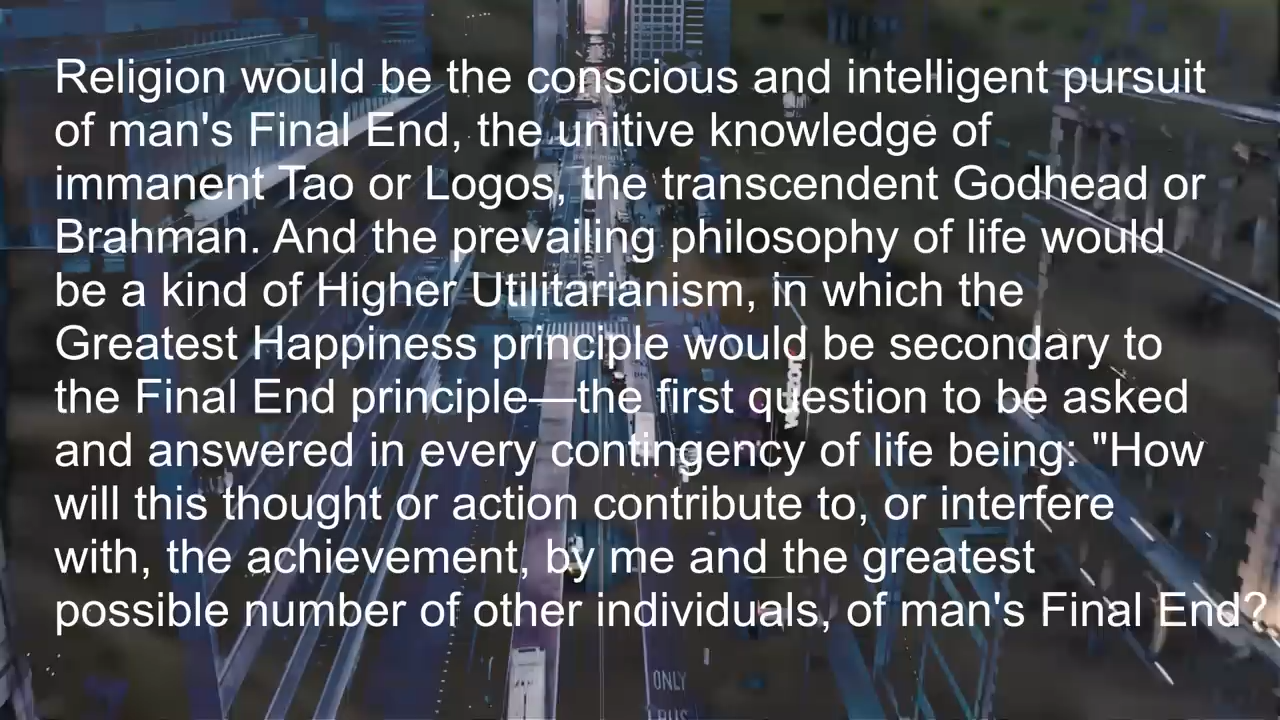 Religion would be the conscious and intelligent pursuit
of man's Final End, the unitive knowledge of
immanent Tao or Logos, the transcendent Godhead or
Brahman. And the prevailing philosophy of life would
be a kind of Higher Utilitarianism, in which the
Greatest Happiness principle would be secondary to
the Final End principle—the first question to be asked
and answered in every contingency of life being: "How
will this thought or action contribute to, or interfere
with, the achievement, by me and the greatest
possible number of other individuals, of man's Final End?
ONLY
BUS